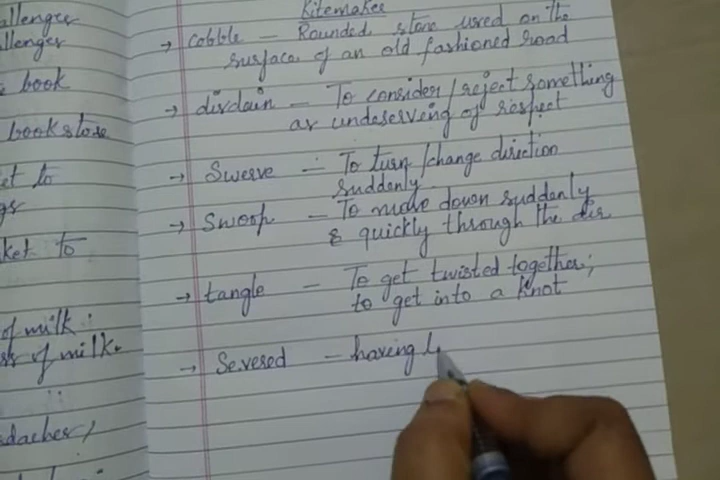 allenger
llenger
book
bookstore
et to
gs
ket to
of milk
of milk.
daches,
Kitemaker
→ Cobble – Rounded stone used on the
surface of an old fashioned road
→ disdain – To consider/reject something
as undeserving of respect
→ Swerve – To turn/change direction
suddenly
→ Swoop – To move down suddenly
& quickly through the air
→ tangle – To get twisted together;
to get into a knot
→ Severed – having